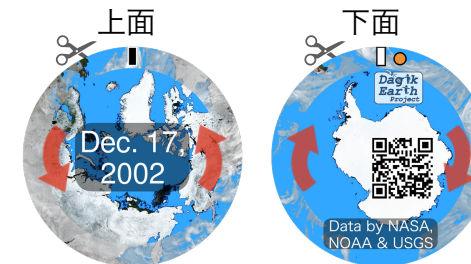 上面
下面
Dec. 17,
2002
Dagik
Earth
Project
Data by NASA,
NOAA & USGS